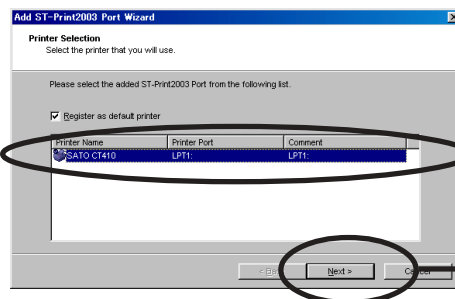 Add ST-Print2003 Port Wizard
Printer Selection
Select the printer that you will use.
Please select the added ST-Print2003 Port from the following list.
Register as default printer
Printer Name Printer Port Comment
SATO CT410 LPT1: LPT1:
Next >